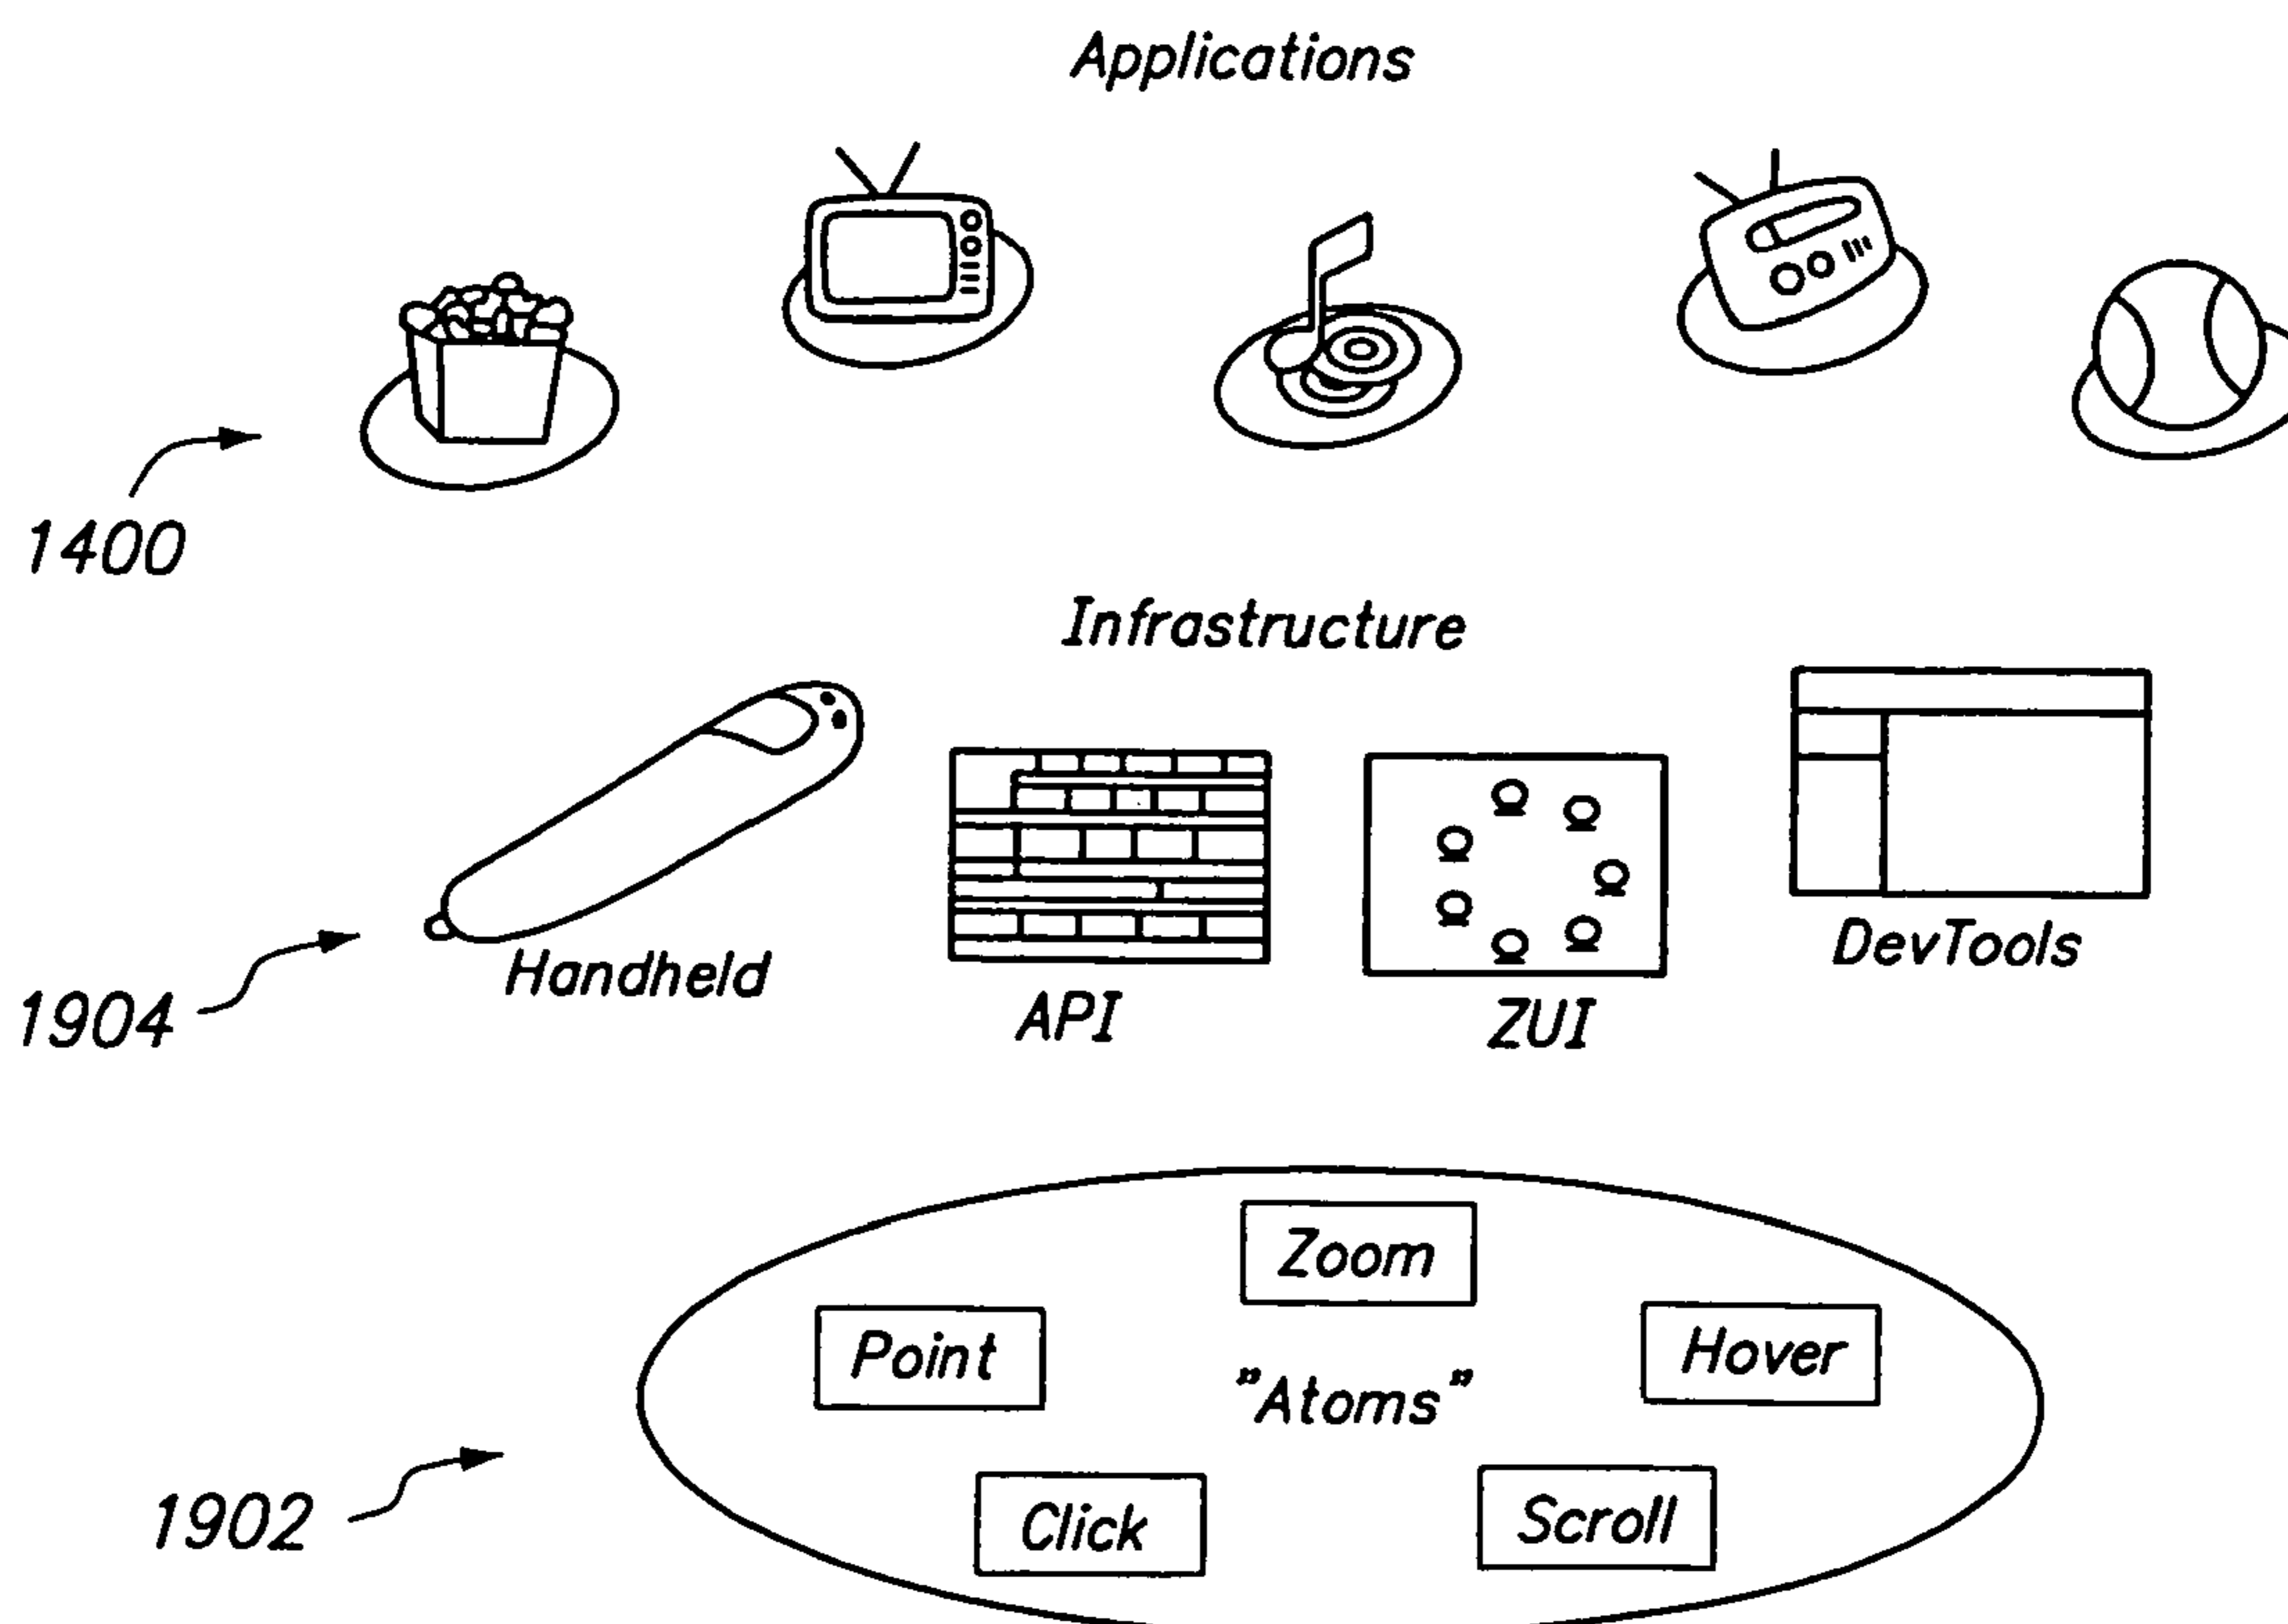 Applications
1400
Infrastructure
Handheld
API
ZUI
DevTools
1904
Zoom
Point
"Atoms"
Hover
Click
Scroll
1902